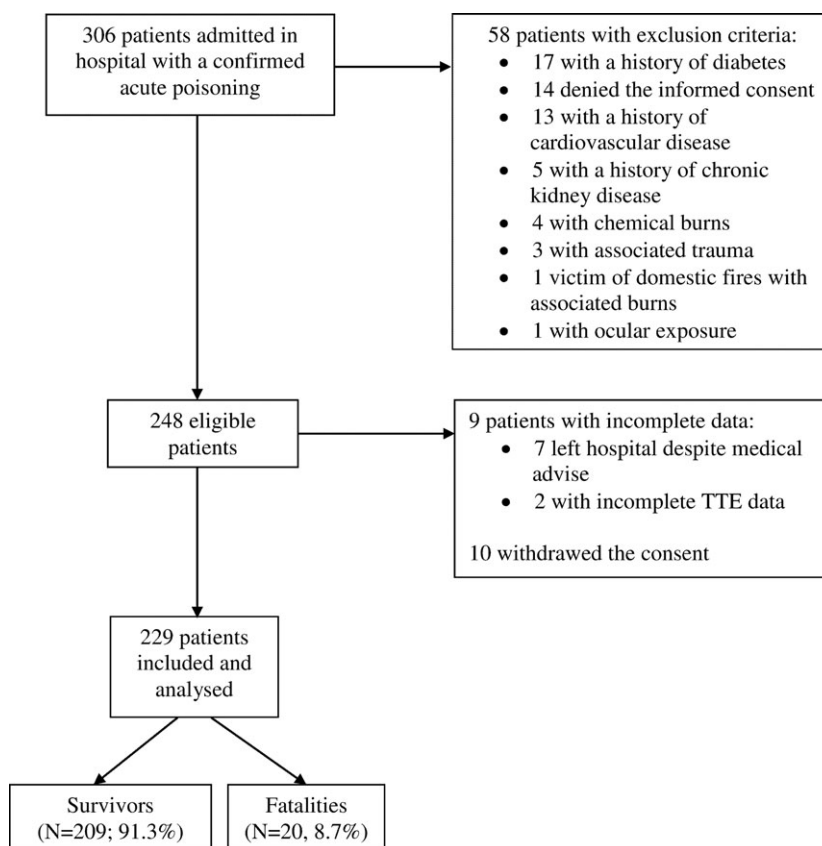 306 patients admitted in
hospital with a confirmed
acute poisoning
58 patients with exclusion criteria:
• 17 with a history of diabetes
• 14 denied the informed consent
• 13 with a history of
cardiovascular disease
• 5 with a history of chronic
kidney disease
• 4 with chemical burns
• 3 with associated trauma
• 1 victim of domestic fires with
associated burns
• 1 with ocular exposure
248 eligible
patients
9 patients with incomplete data:
• 7 left hospital despite medical
advise
• 2 with incomplete TTE data
10 withdrawed the consent
229 patients
included and
analysed
Survivors
(N=209; 91.3%)
Fatalities
(N=20, 8.7%)